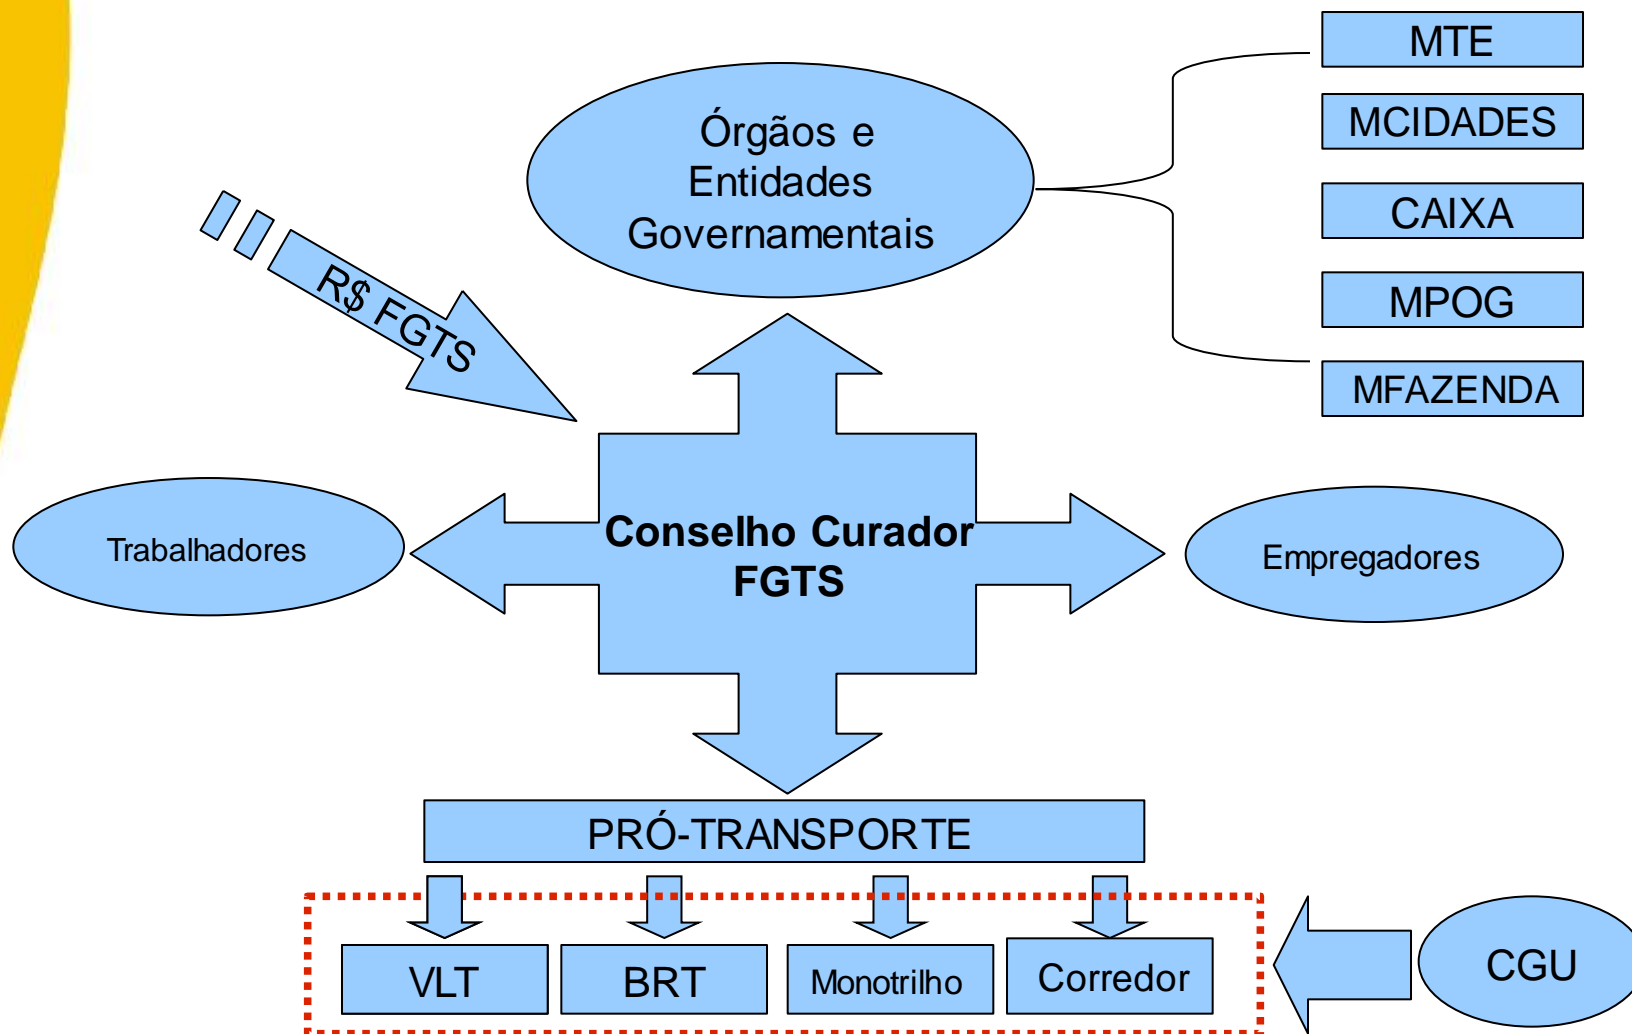 MTE
MCIDADES
CAIXA
MPOG
MFAZENDA
Órgãos e
Entidades
Governamentais
R$ FGTS
Trabalhadores
Conselho Curador
FGTS
Empregadores
PRÓ-TRANSPORTE
VLT
BRT
Monotrilho
Corredor
CGU